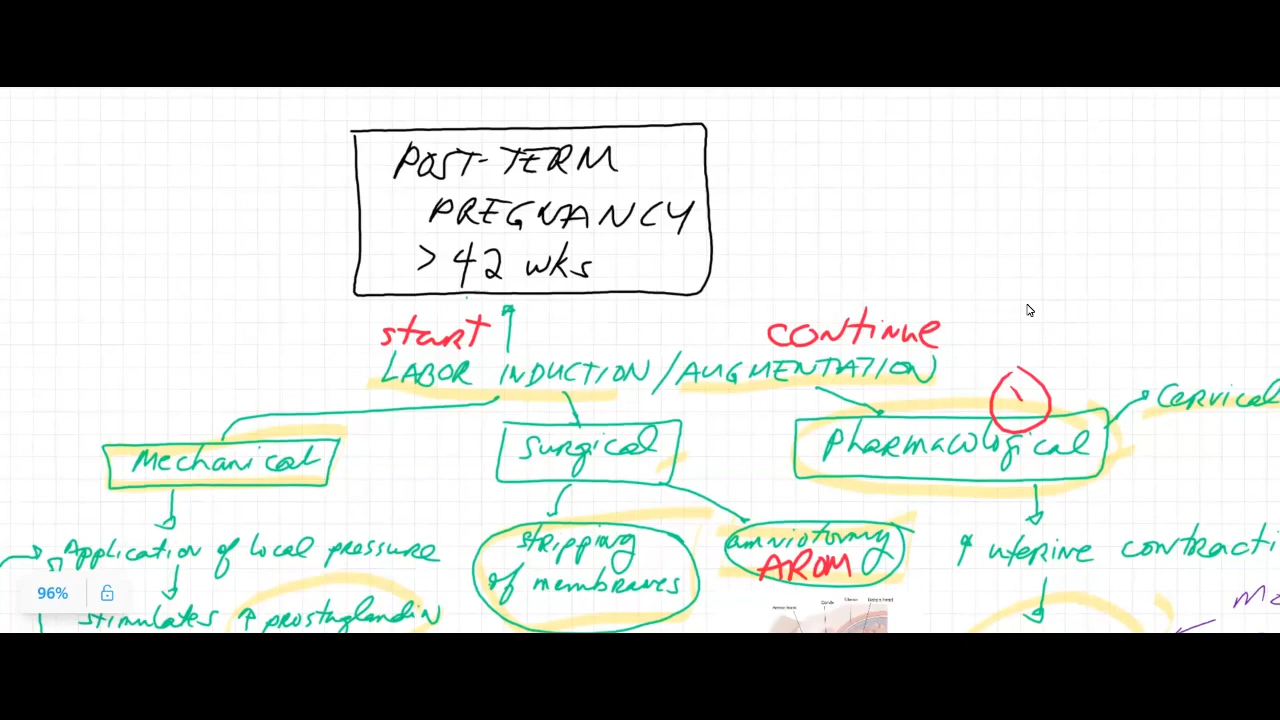 POST-TERM
PREGNANCY
>42 wks
start
continue
LABOR INDUCTION / AUGMENTATION
Mechanical
surgical
pharmacological
Cervical
Application of local pressure
stripping
of membranes
amniotomy
AROM
↑ uterine contracti
96%
stimulates ↑ prostaglandin